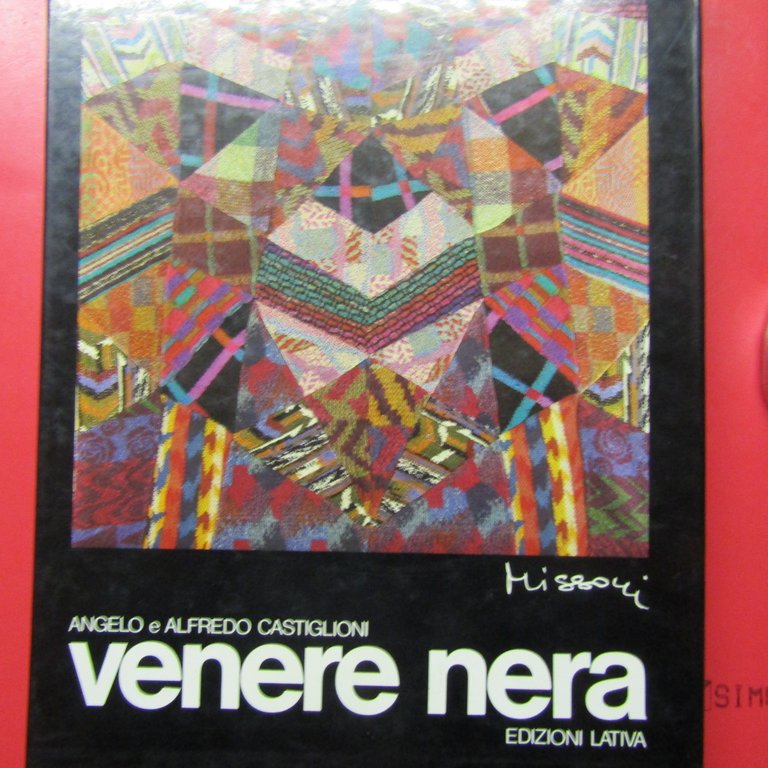 Missoni
ANGELO e ALFREDO CASTIGLIONI
venere nera
EDIZIONI LATIVA